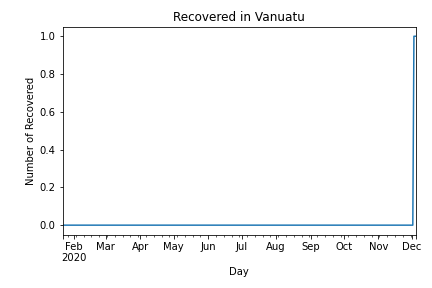 Recovered in Vanuatu
1.0
0.8
0.6
0.4
0.2
0.0
Number of Recovered
Feb Mar Apr May Jun Jul Aug Sep Oct Nov Dec
2020
Day